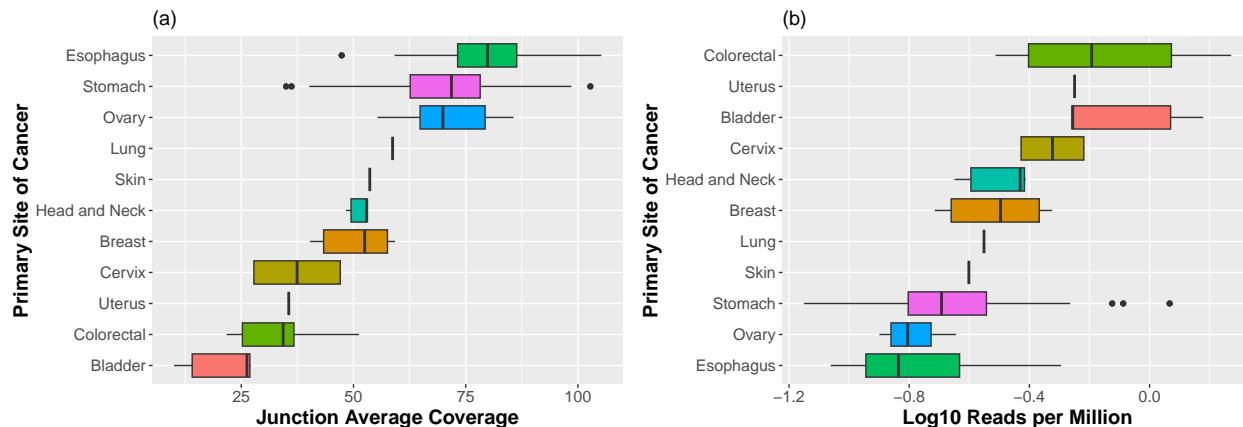 (a)
Primary Site of Cancer
Esophagus
Stomach
Ovary
Lung
Skin
Head and Neck
Breast
Cervix
Uterus
Colorectal
Bladder
25 50 75 100
Junction Average Coverage
(b)
Primary Site of Cancer
Colorectal
Uterus
Bladder
Cervix
Head and Neck
Breast
Lung
Skin
Stomach
Ovary
Esophagus
−1.2 −0.8 −0.4 0.0
Log10 Reads per Million